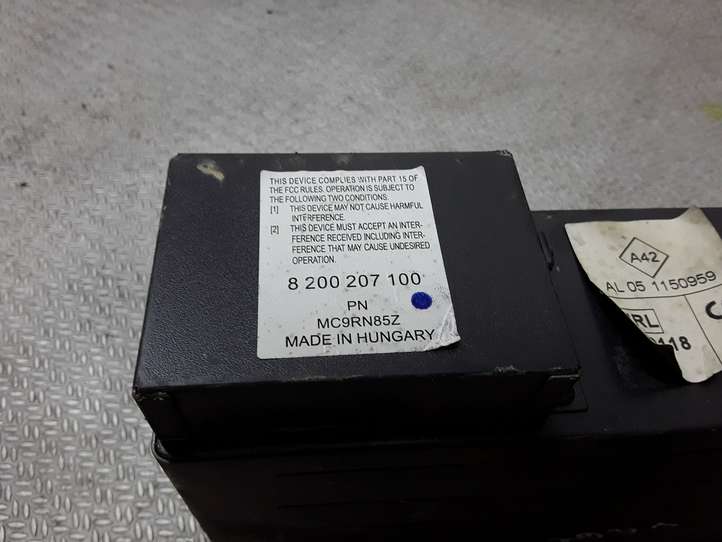 THIS DEVICE COMPLIES WITH PART 15 OF
THE FCC RULES. OPERATION IS SUBJECT TO
THE FOLLOWING TWO CONDITIONS:
[1] THIS DEVICE MAY NOT CAUSE HARMFUL
INTERFERENCE.
[2] THIS DEVICE MUST ACCEPT AN INTER-
FERENCE RECEIVED INCLUDING INTER-
FERENCE THAT MAY CAUSE UNDESIRED
OPERATION.
8 200 207 100
PN
MC9RN85Z
MADE IN HUNGARY
A42
AL 05 1150959
RL
118